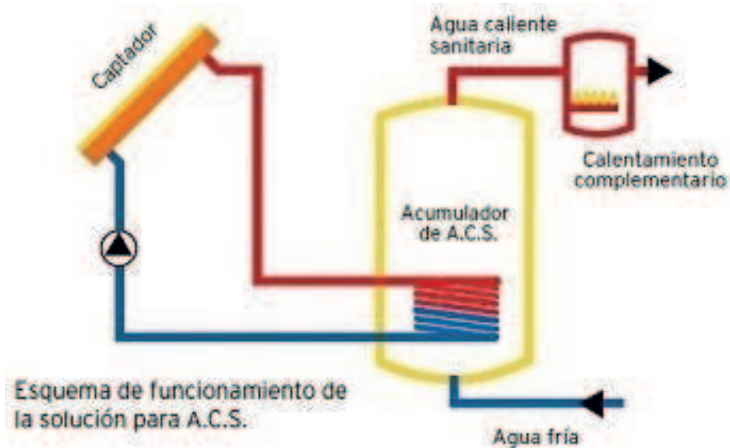 Captador
Agua caliente
sanitaria
Calentamiento
complementario
Acumulador
de A.C.S.
Esquema de funcionamiento de
la solución para A.C.S.
Agua fría